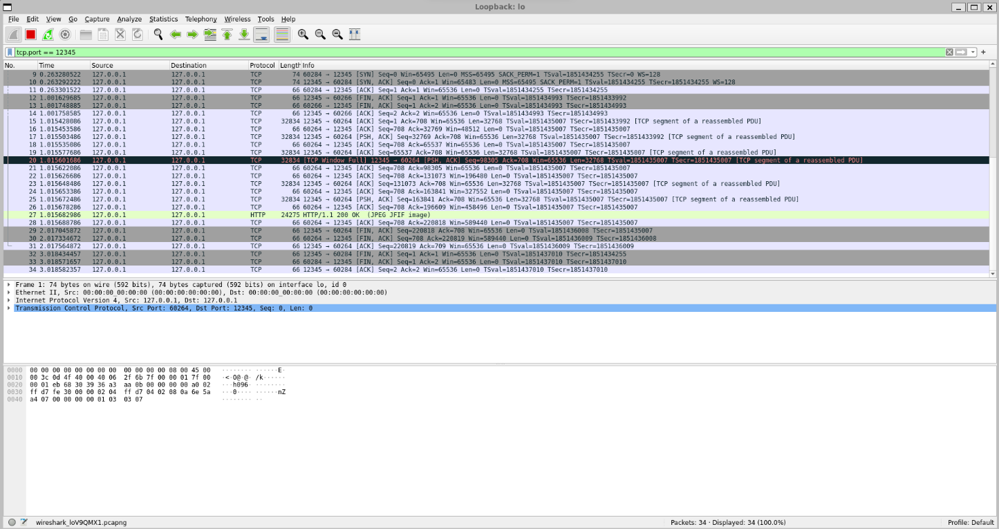 Loopback: lo
File Edit View Go Capture Analyze Statistics Telephony Wireless Tools Help
tcp.port == 12345
No. Time Source Destination Protocol Length Info
9 0.263280522 127.0.0.1 127.0.0.1 TCP 74 60284 → 12345 [SYN] Seq=0 Win=65495 Len=0 MSS=65495 SACK_PERM=1 TSval=1851434255 TSecr=0 WS=128
10 0.263292222 127.0.0.1 127.0.0.1 TCP 74 12345 → 60284 [SYN, ACK] Seq=0 Ack=1 Win=65483 Len=0 MSS=65495 SACK_PERM=1 TSval=1851434255 TSecr=1851434255 WS=128
11 0.263301522 127.0.0.1 127.0.0.1 TCP 66 60284 → 12345 [ACK] Seq=1 Ack=1 Win=65536 Len=0 TSval=1851434255 TSecr=1851434255
12 1.001629685 127.0.0.1 127.0.0.1 TCP 66 12345 → 60266 [FIN, ACK] Seq=1 Ack=1 Win=65536 Len=0 TSval=1851434993 TSecr=1851433992
13 1.001748685 127.0.0.1 127.0.0.1 TCP 66 60266 → 12345 [FIN, ACK] Seq=1 Ack=2 Win=65536 Len=0 TSval=1851434993 TSecr=1851434993
14 1.001758585 127.0.0.1 127.0.0.1 TCP 66 12345 → 60266 [ACK] Seq=2 Ack=2 Win=65536 Len=0 TSval=1851434993 TSecr=1851434993
15 1.015428086 127.0.0.1 127.0.0.1 TCP 32834 12345 → 60264 [ACK] Seq=1 Ack=708 Win=65536 Len=32768 TSval=1851435007 TSecr=1851433992 [TCP segment of a reassembled PDU]
16 1.015453586 127.0.0.1 127.0.0.1 TCP 66 60264 → 12345 [ACK] Seq=708 Ack=32769 Win=48512 Len=0 TSval=1851435007 TSecr=1851435007
17 1.015503486 127.0.0.1 127.0.0.1 TCP 32834 12345 → 60264 [PSH, ACK] Seq=32769 Ack=708 Win=65536 Len=32768 TSval=1851435007 TSecr=1851433992 [TCP segment of a reassembled PDU]
18 1.015535086 127.0.0.1 127.0.0.1 TCP 66 60264 → 12345 [ACK] Seq=708 Ack=65537 Win=65536 Len=0 TSval=1851435007 TSecr=1851435007
19 1.015577686 127.0.0.1 127.0.0.1 TCP 32834 12345 → 60264 [ACK] Seq=65537 Ack=708 Win=65536 Len=32768 TSval=1851435007 TSecr=1851435007 [TCP segment of a reassembled PDU]
20 1.015601686 127.0.0.1 127.0.0.1 TCP 32834 [TCP Window Full] 12345 → 60264 [PSH, ACK] Seq=98305 Ack=708 Win=65536 Len=32768 TSval=1851435007 TSecr=1851435007 [TCP segment of a reassembled PDU]
21 1.015622086 127.0.0.1 127.0.0.1 TCP 66 60264 → 12345 [ACK] Seq=708 Ack=98305 Win=65536 Len=0 TSval=1851435007 TSecr=1851435007
22 1.015626686 127.0.0.1 127.0.0.1 TCP 66 60264 → 12345 [ACK] Seq=708 Ack=131073 Win=196480 Len=0 TSval=1851435007 TSecr=1851435007
23 1.015648486 127.0.0.1 127.0.0.1 TCP 32834 12345 → 60264 [ACK] Seq=131073 Ack=708 Win=65536 Len=32768 TSval=1851435007 TSecr=1851435007 [TCP segment of a reassembled PDU]
24 1.015653386 127.0.0.1 127.0.0.1 TCP 66 60264 → 12345 [ACK] Seq=708 Ack=163841 Win=327552 Len=0 TSval=1851435007 TSecr=1851435007
25 1.015672486 127.0.0.1 127.0.0.1 TCP 32834 12345 → 60264 [PSH, ACK] Seq=163841 Ack=708 Win=65536 Len=32768 TSval=1851435007 TSecr=1851435007 [TCP segment of a reassembled PDU]
26 1.015678286 127.0.0.1 127.0.0.1 TCP 66 60264 → 12345 [ACK] Seq=708 Ack=196609 Win=458496 Len=0 TSval=1851435007 TSecr=1851435007
27 1.015682986 127.0.0.1 127.0.0.1 HTTP 24275 HTTP/1.1 200 OK (JPEG JFIF image)
28 1.015688786 127.0.0.1 127.0.0.1 TCP 66 60264 → 12345 [ACK] Seq=708 Ack=220818 Win=589440 Len=0 TSval=1851435007 TSecr=1851435007
29 2.017045872 127.0.0.1 127.0.0.1 TCP 66 12345 → 60264 [FIN, ACK] Seq=220818 Ack=708 Win=65536 Len=0 TSval=1851436008 TSecr=1851435007
30 2.017334672 127.0.0.1 127.0.0.1 TCP 66 60264 → 12345 [FIN, ACK] Seq=708 Ack=220819 Win=589440 Len=0 TSval=1851436009 TSecr=1851436008
31 2.017564872 127.0.0.1 127.0.0.1 TCP 66 12345 → 60264 [ACK] Seq=220819 Ack=709 Win=65536 Len=0 TSval=1851436009 TSecr=1851436009
32 3.018434457 127.0.0.1 127.0.0.1 TCP 66 12345 → 60284 [FIN, ACK] Seq=1 Ack=1 Win=65536 Len=0 TSval=1851437010 TSecr=1851434255
33 3.018571657 127.0.0.1 127.0.0.1 TCP 66 60284 → 12345 [FIN, ACK] Seq=1 Ack=2 Win=65536 Len=0 TSval=1851437010 TSecr=1851437010
34 3.018582357 127.0.0.1 127.0.0.1 TCP 66 12345 → 60284 [ACK] Seq=2 Ack=2 Win=65536 Len=0 TSval=1851437010 TSecr=1851437010
Frame 1: 74 bytes on wire (592 bits), 74 bytes captured (592 bits) on interface lo, id 0
Ethernet II, Src: 00:00:00_00:00:00 (00:00:00:00:00:00), Dst: 00:00:00_00:00:00 (00:00:00:00:00:00)
Internet Protocol Version 4, Src: 127.0.0.1, Dst: 127.0.0.1
Transmission Control Protocol, Src Port: 60264, Dst Port: 12345, Seq: 0, Len: 0
0000 00 00 00 00 00 00 00 00 00 00 00 00 08 00 45 00 ········ ······E·
0010 00 3c 0d 4f 40 00 40 06 2f 6b 7f 00 00 01 7f 00 ·<·O@·@· /k······
0020 00 01 eb 68 30 39 36 a3 aa 0b 00 00 00 00 a0 02 ···h096· ········
0030 ff d7 fe 30 00 00 02 04 ff d7 04 02 08 0a 6e 5a ···0···· ······nZ
0040 a4 07 00 00 00 00 01 03 03 07 ········ ··
wireshark_loV9QMX1.pcapng Packets: 34 · Displayed: 34 (100.0%) Profile: Default